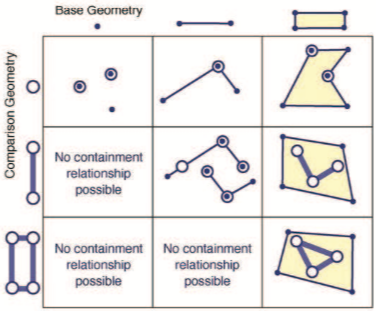 Base Geometry
Comparison Geometry
No containment
relationship
possible
No containment
relationship
possible
No containment
relationship
possible